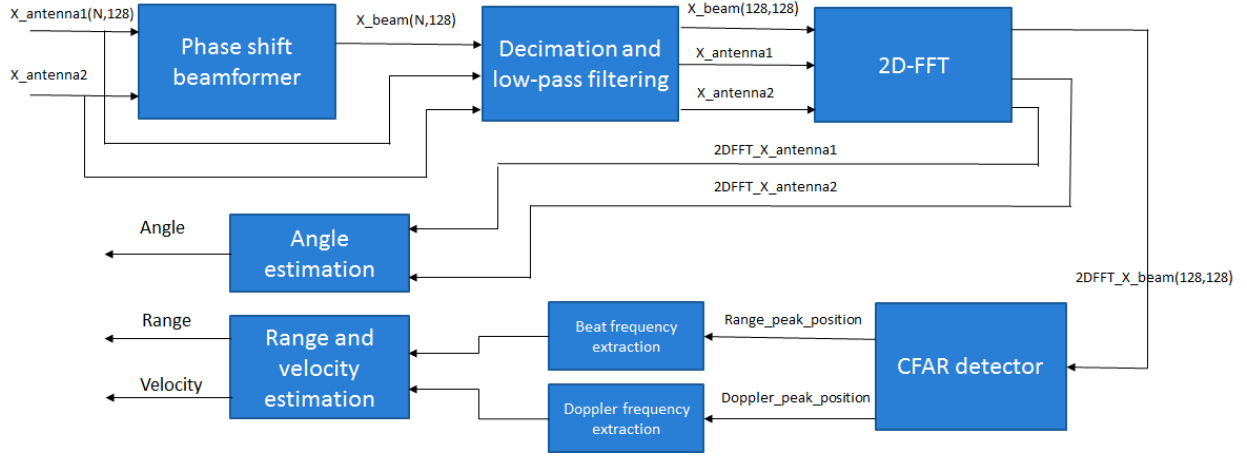 X_antenna1(N,128)
X_beam(N,128)
X_beam(128,128)
Phase shift
beamformer
Decimation and
low-pass filtering
X_antenna1
2D-FFT
X_antenna2
X_antenna2
2DFFT_X_antenna1
2DFFT_X_antenna2
Angle
Angle
estimation
2DFFT_X_beam(128,128)
Range
Range and
velocity
estimation
Beat frequency
extraction
Range_peak_position
CFAR detector
Velocity
Doppler frequency
extraction
Doppler_peak_position